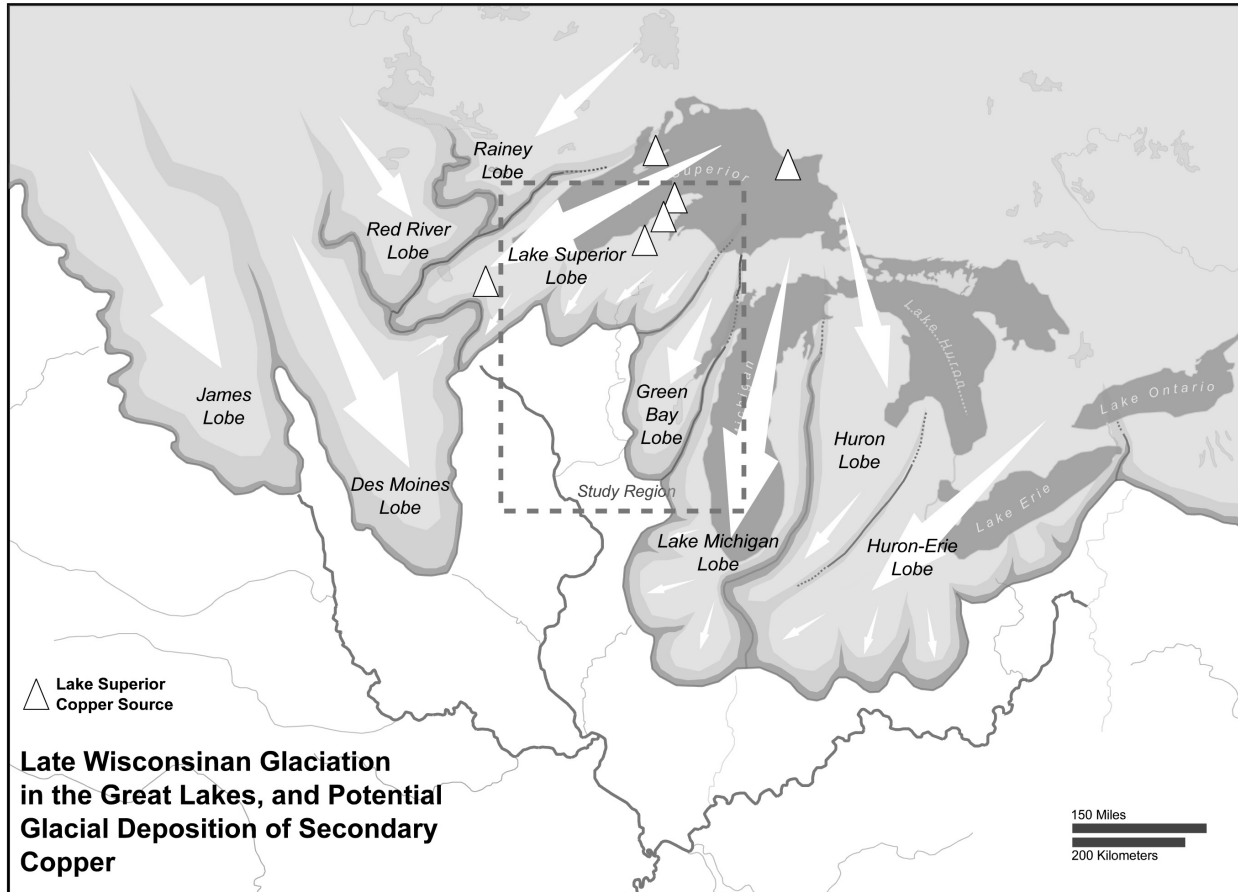 Rainey
Lobe
Superior
Red River
Lobe
Lake Superior
Lobe
Lake Huron
James
Lobe
Green
Bay
Lobe
Michigan
Lake Ontario
Huron
Lobe
Des Moines
Lobe
Study Region
Lake Erie
Lake Michigan
Lobe
Huron-Erie
Lobe
Lake Superior
Copper Source
Late Wisconsinan Glaciation
in the Great Lakes, and Potential
Glacial Deposition of Secondary
Copper
150 Miles
200 Kilometers